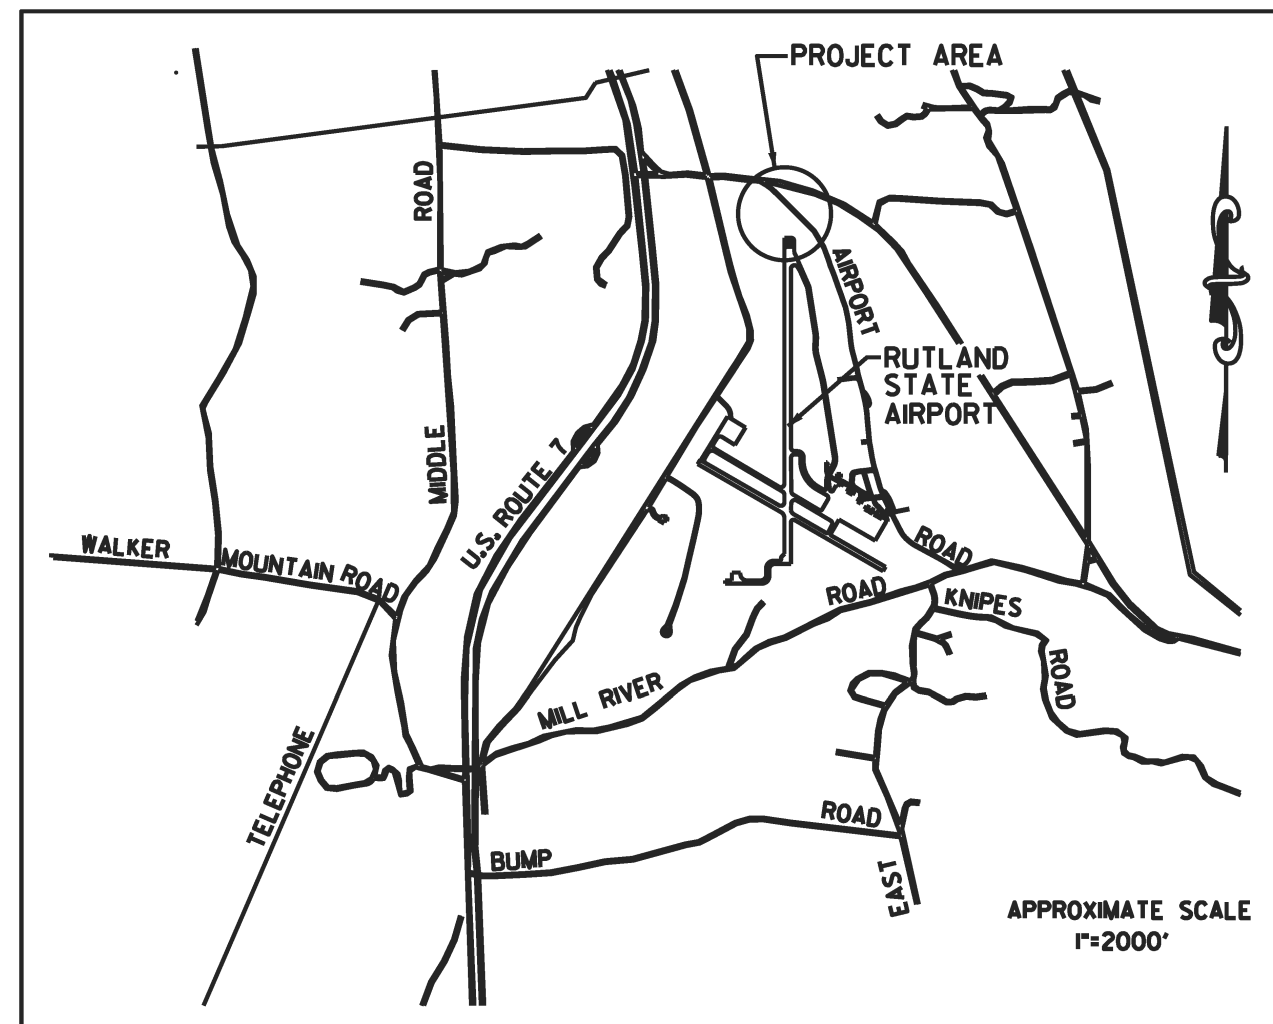 PROJECT AREA
ROAD
AIRPORT
RUTLAND
STATE
AIRPORT
MIDDLE
U.S. ROUTE 7
WALKER
MOUNTAIN ROAD
ROAD
ROAD
KNIPES
ROAD
MILL RIVER
TELEPHONE
ROAD
BUMP
EAST
APPROXIMATE SCALE
1"=2000'